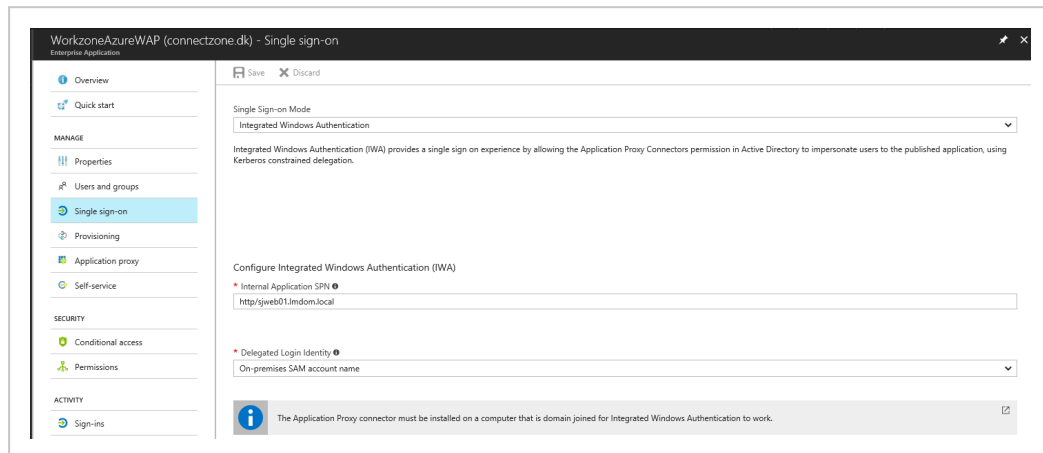 WorkzoneAzureWAP (connectzone.dk) - Single sign-on
Enterprise Application
Overview
Quick start
MANAGE
Properties
Users and groups
Single sign-on
Provisioning
Application proxy
Self-service
SECURITY
Conditional access
Permissions
ACTIVITY
Sign-ins
Save Discard
Single Sign-on Mode
Integrated Windows Authentication
Integrated Windows Authentication (IWA) provides a single sign on experience by allowing the Application Proxy Connectors permission in Active Directory to impersonate users to the published application, using
Kerberos constrained delegation.
Configure Integrated Windows Authentication (IWA)
* Internal Application SPN
http/sjweb01.lmdom.local
* Delegated Login Identity
On-premises SAM account name
The Application Proxy connector must be installed on a computer that is domain joined for Integrated Windows Authentication to work.